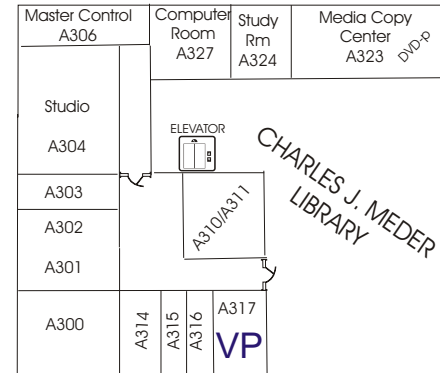 Master Control
A306
Computer
Room
A327
Study
Rm
A324
Media Copy
Center
A323
DVD-p
Studio
A304
ELEVATOR
CHARLES J. MEDER
LIBRARY
A303
A302
A310/A311
A301
A300
A314
A315
A316
A317
VP